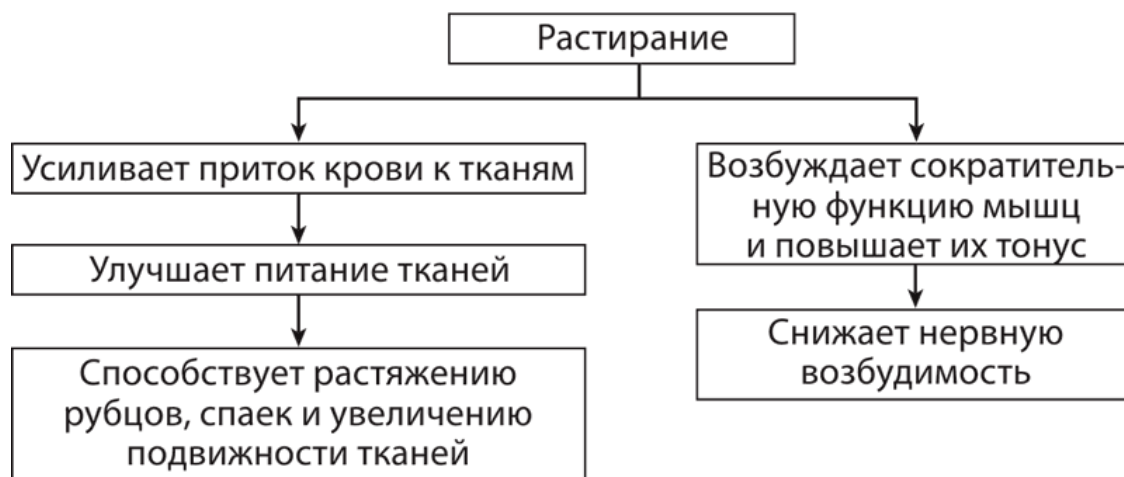 Растирание
Усиливает приток крови к тканям
Улучшает питание тканей
Способствует растяжению
рубцов, спаек и увеличению
подвижности тканей
Возбуждает сократитель-
ную функцию мышц
и повышает их тонус
Снижает нервную
возбудимость